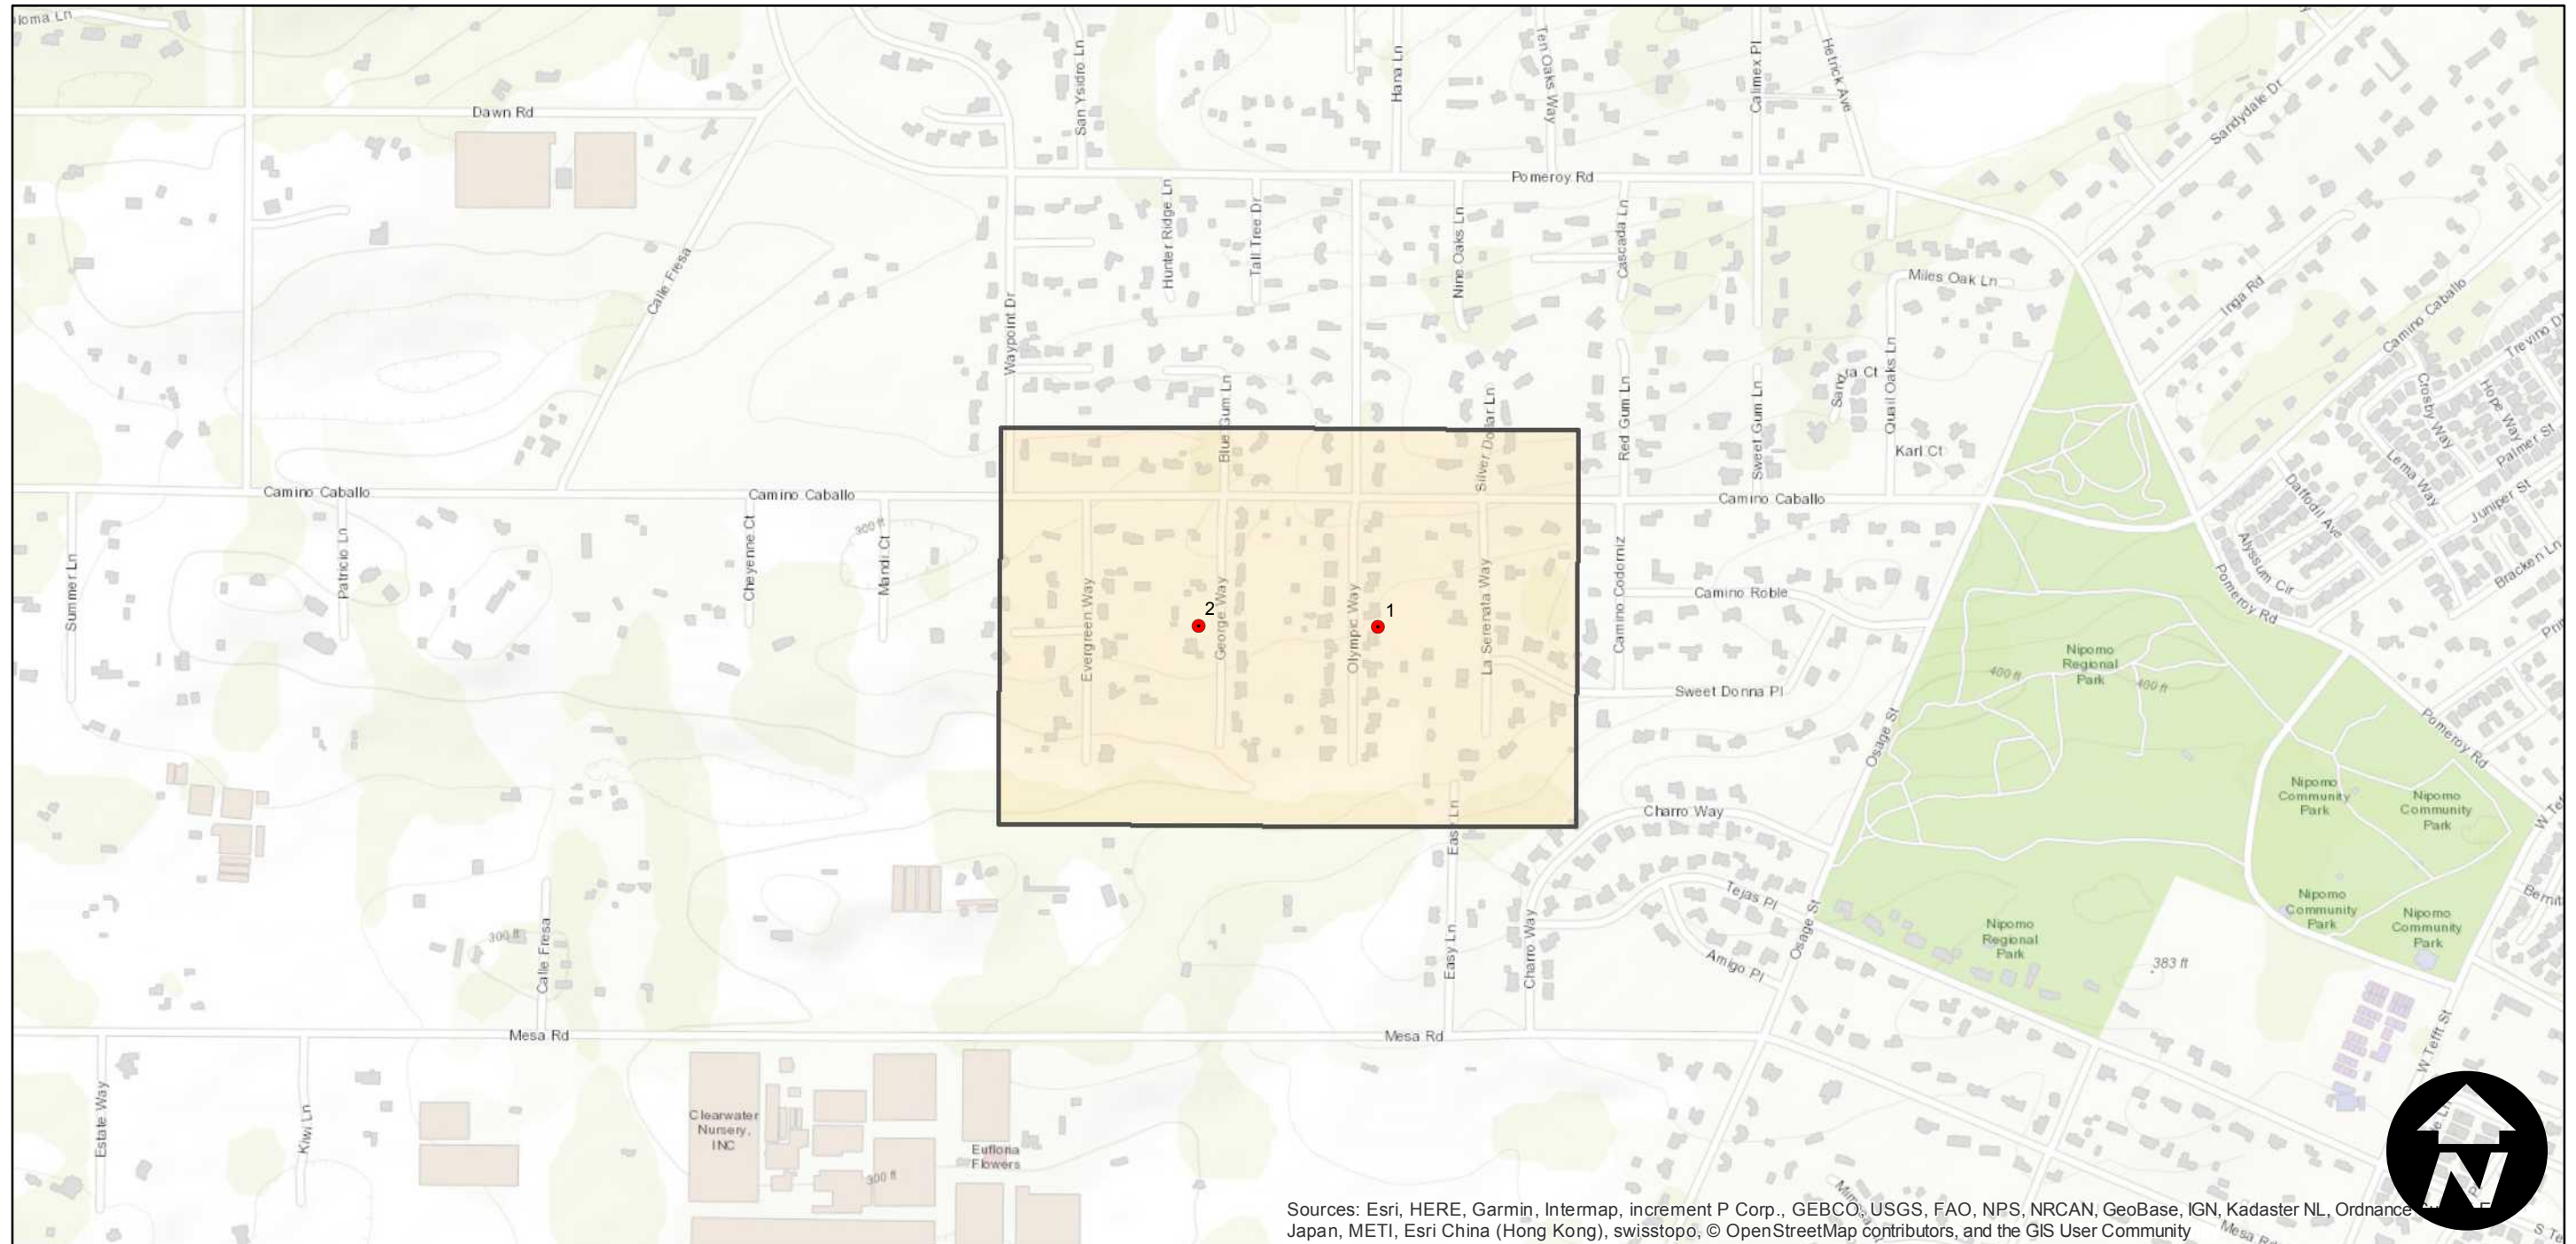 Dawn Rd
San Ysidro Ln
Hana Ln
Ten Oaks Way
Calimex Pl
Hetrick Ave
Sandydale Dr
Pomeroy Rd
Hunter Ridge Ln
Tall Tree Dr
Nine Oaks Ln
Cascada Ln
Calle Fresa
Waypoint Dr
Miles Oak Ln
Inga Rd
Camino Caballo
Trevino D
Blue Gum Ln
Silver Dollar Ln
Red Gum Ln
Sweet Gum Ln
Quail Oaks Ln
Karl Ct
Crosby Way
Hope Way
Palmer St
Lema Way
Juniper St
Daffodil Ave
Camino Caballo
Camino Caballo
Camino Caballo
Summer Ln
Patricio Ln
Cheyenne Ct
300 ft
Mandi Ct
Evergreen Way
2
George Way
Olympic Way
1
La Serenata Way
Camino Codorniz
Camino Roble
Sweet Donna Pl
Alyssum Cir
Bracken Ln
Pomeroy Rd
Nipomo
Regional
Park
400 ft
400 ft
Osage St
Pomeroy Rd
Nipomo
Community
Park
Nipomo
Community
Park
Charro Way
Easy Ln
Tejas Pl
Amigo Pl
Osage St
Charro Way
Easy Ln
Nipomo
Regional
Park
Nipomo
Community
Park
Nipomo
Community
Park
383 ft
300 ft
Calle Fresa
Mesa Rd
Mesa Rd
W Tefft St
Estate Way
Kiwi Ln
Clearwater
Nursery,
INC
300 ft
Euflona
Flowers
N
Sources: Esri, HERE, Garmin, Intermap, increment P Corp., GEBCO, USGS, FAO, NPS, NRCAN, GeoBase, IGN, Kadaster NL, Ordnance
Japan, METI, Esri China (Hong Kong), swisstopo, © OpenStreetMap contributors, and the GIS User Community